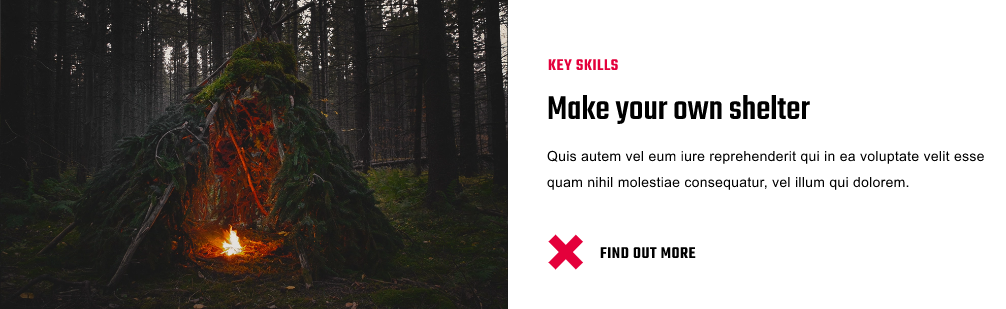 KEY SKILLS
Make your own shelter
Quis autem vel eum iure reprehenderit qui in ea voluptate velit esse
quam nihil molestiae consequatur, vel illum qui dolorem.
FIND OUT MORE